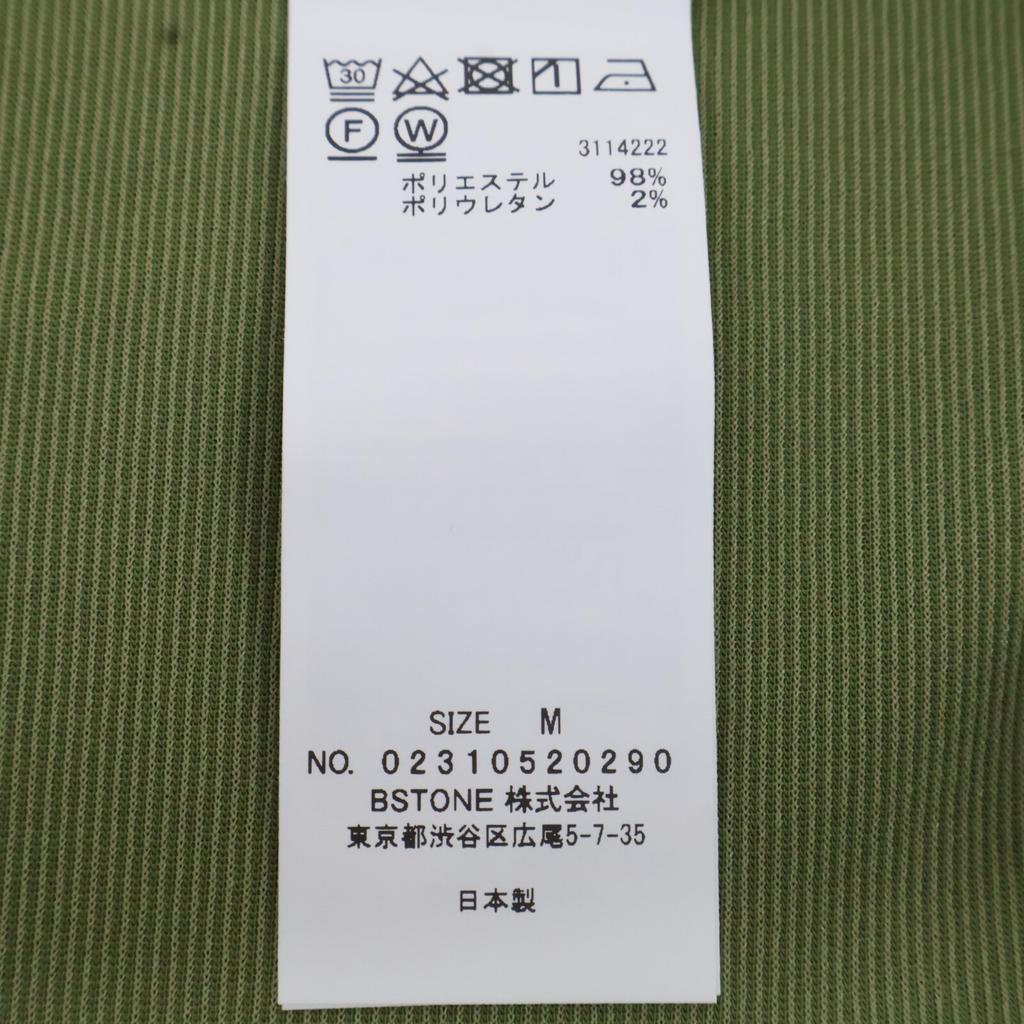 30
F W
3114222
ポリエステル 98%
ポリウレタン 2%
SIZE M
NO. 02310520290
BSTONE 株式会社
東京都渋谷区広尾5-7-35
日本製